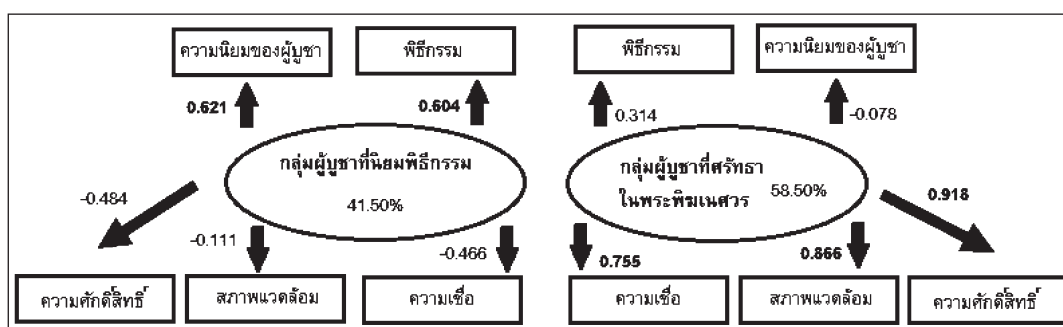 ความนิยมของผู้บูชา
พิธีกรรม
พิธีกรรม
ความนิยมของผู้บูชา
0.621
0.604
0.314
-0.078
กลุ่มผู้บูชาที่นิยมพิธีกรรม
41.50%
กลุ่มผู้บูชาที่ศรัทธา
ในพระพิฆเนศวร
58.50%
-0.484
-0.111
-0.466
0.755
0.866
0.918
ความศักดิ์สิทธิ์
สภาพแวดล้อม
ความเชื่อ
ความเชื่อ
สภาพแวดล้อม
ความศักดิ์สิทธิ์